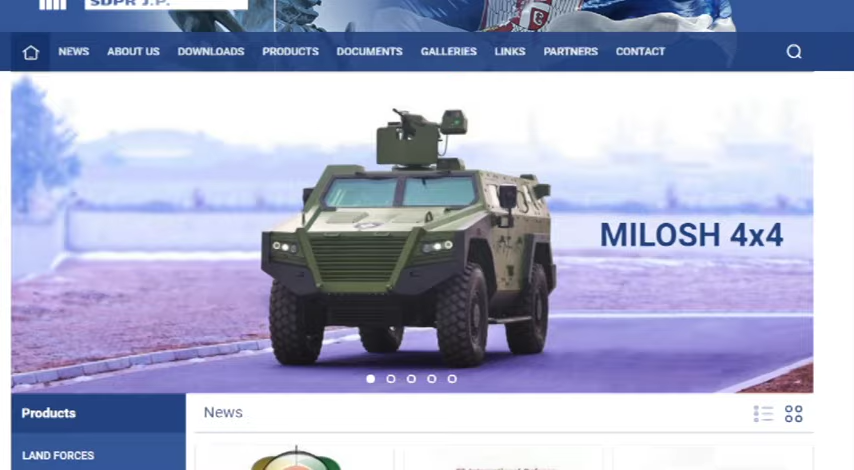 SDPR J.P.
NEWS ABOUT US DOWNLOADS PRODUCTS DOCUMENTS GALLERIES LINKS PARTNERS CONTACT
MILOSH 4x4
Products
News
LAND FORCES